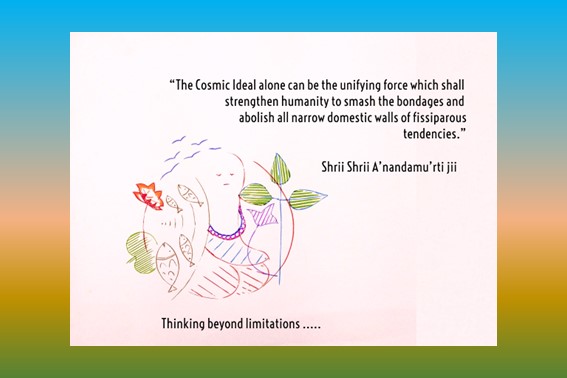 “The Cosmic Ideal alone can be the unifying force which shall
strengthen humanity to smash the bondages and
abolish all narrow domestic walls of fissiparous
tendencies.”
Shrii Shrii A’nandamu’rti jii
Thinking beyond limitations .....